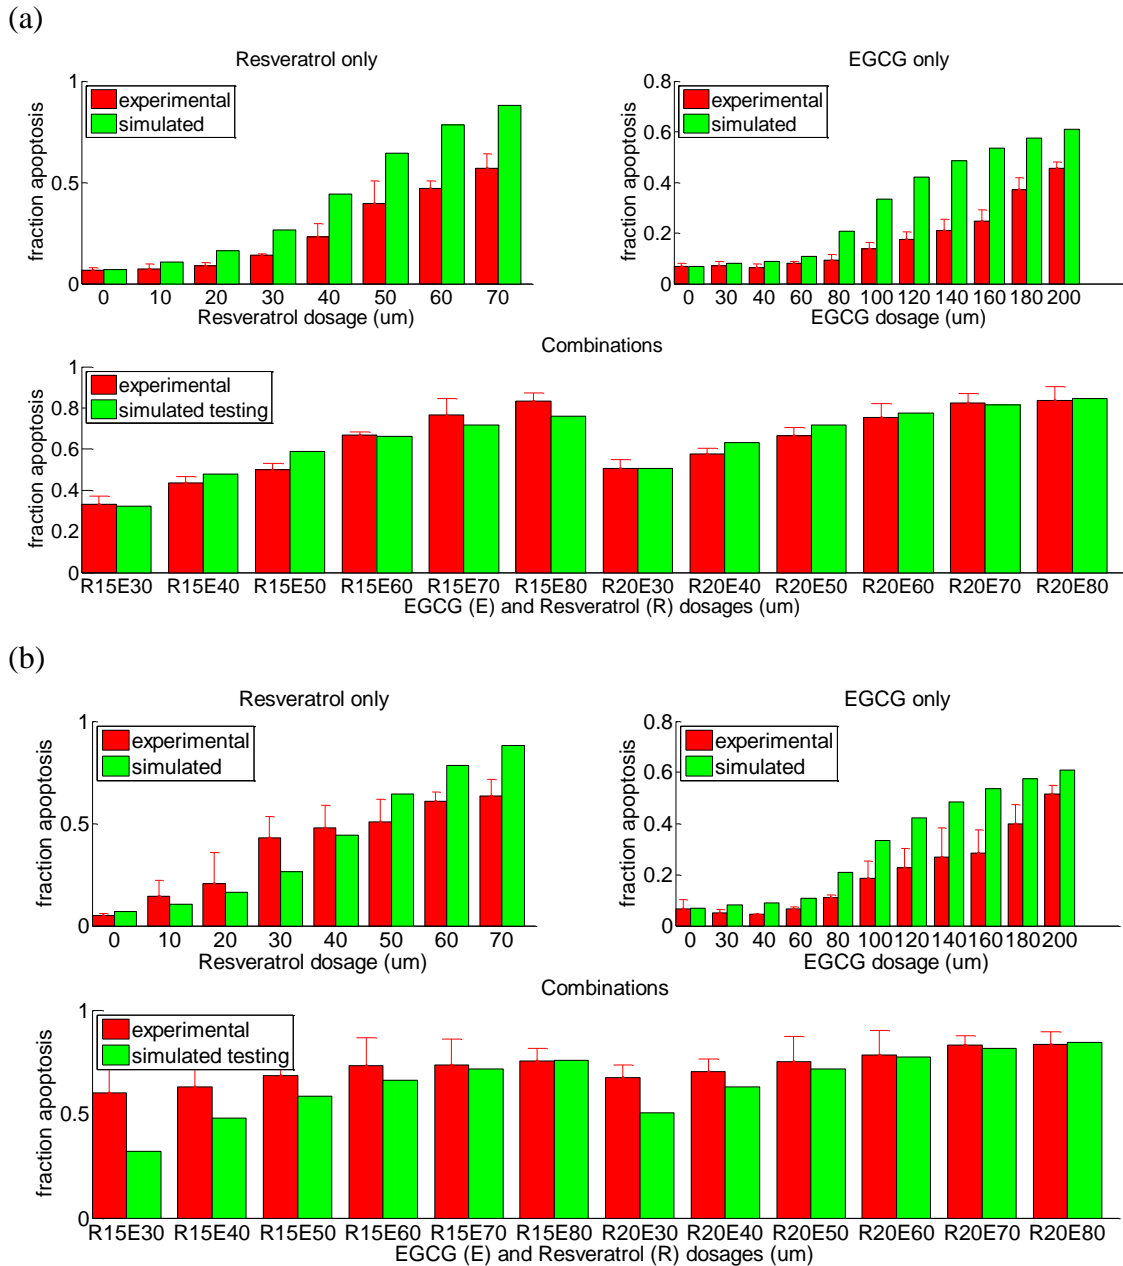 (a)
Resveratrol only
1
0.5
0
fraction apoptosis
experimental
simulated
0 10 20 30 40 50 60 70
Resveratrol dosage (um)
EGCG only
0.8
0.6
0.4
0.2
0
fraction apoptosis
experimental
simulated
0 30 40 60 80 100 120 140 160 180 200
EGCG dosage (um)
Combinations
1
0.8
0.6
0.4
0.2
0
fraction apoptosis
experimental
simulated testing
R15E30 R15E40 R15E50 R15E60 R15E70 R15E80 R20E30 R20E40 R20E50 R20E60 R20E70 R20E80
EGCG (E) and Resveratrol (R) dosages (um)
(b)
Resveratrol only
1
0.5
0
fraction apoptosis
experimental
simulated
0 10 20 30 40 50 60 70
Resveratrol dosage (um)
EGCG only
0.8
0.6
0.4
0.2
0
fraction apoptosis
experimental
simulated
0 30 40 60 80 100 120 140 160 180 200
EGCG dosage (um)
Combinations
1
0.5
0
fraction apoptosis
experimental
simulated testing
R15E30 R15E40 R15E50 R15E60 R15E70 R15E80 R20E30 R20E40 R20E50 R20E60 R20E70 R20E80
EGCG (E) and Resveratrol (R) dosages (um)